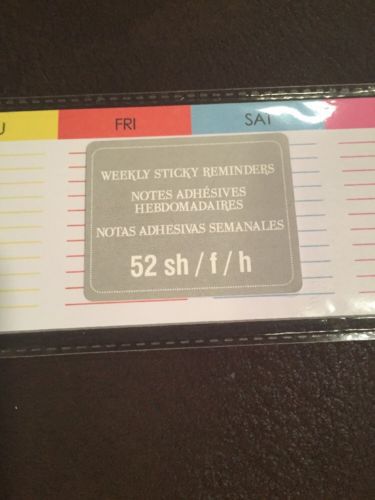 U FRI SAT
WEEKLY STICKY REMINDERS
NOTES ADHÉSIVES
HEBDOMADAIRES
NOTAS ADHESIVAS SEMANALES
52 sh / f / h